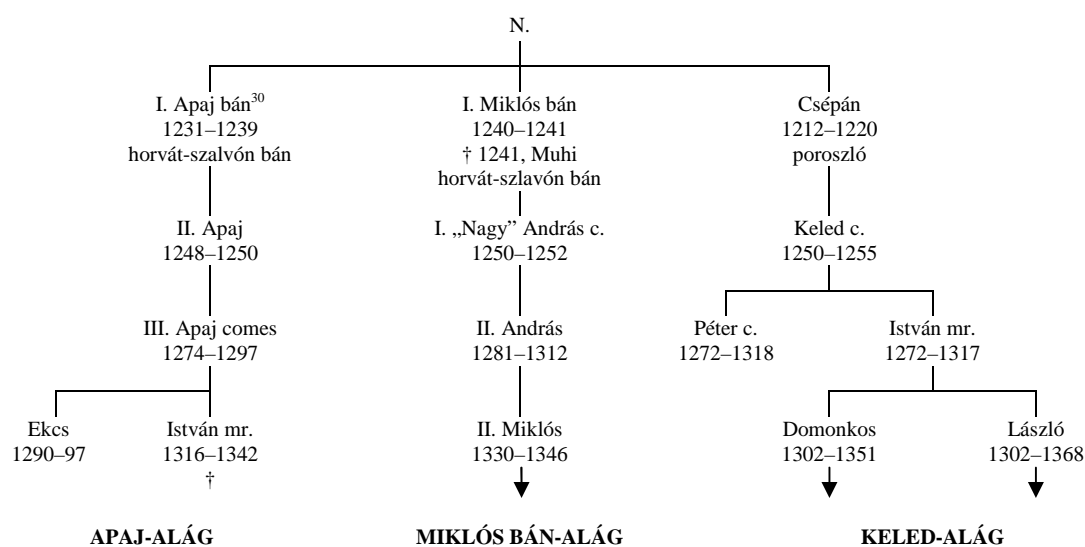 N.
I. Apaj bán30
1231–1239
horvát-szalvón bán
I. Miklós bán
1240–1241
† 1241, Muhi
horvát-szlavón bán
Csépán
1212–1220
poroszló
II. Apaj
1248–1250
I. „Nagy” András c.
1250–1252
Keled c.
1250–1255
III. Apaj comes
1274–1297
II. András
1281–1312
Péter c.
1272–1318
István mr.
1272–1317
Ekcs
1290–97
István mr.
1316–1342
†
II. Miklós
1330–1346
Domonkos
1302–1351
László
1302–1368
APAJ-ALÁG
MIKLÓS BÁN-ALÁG
KELED-ALÁG